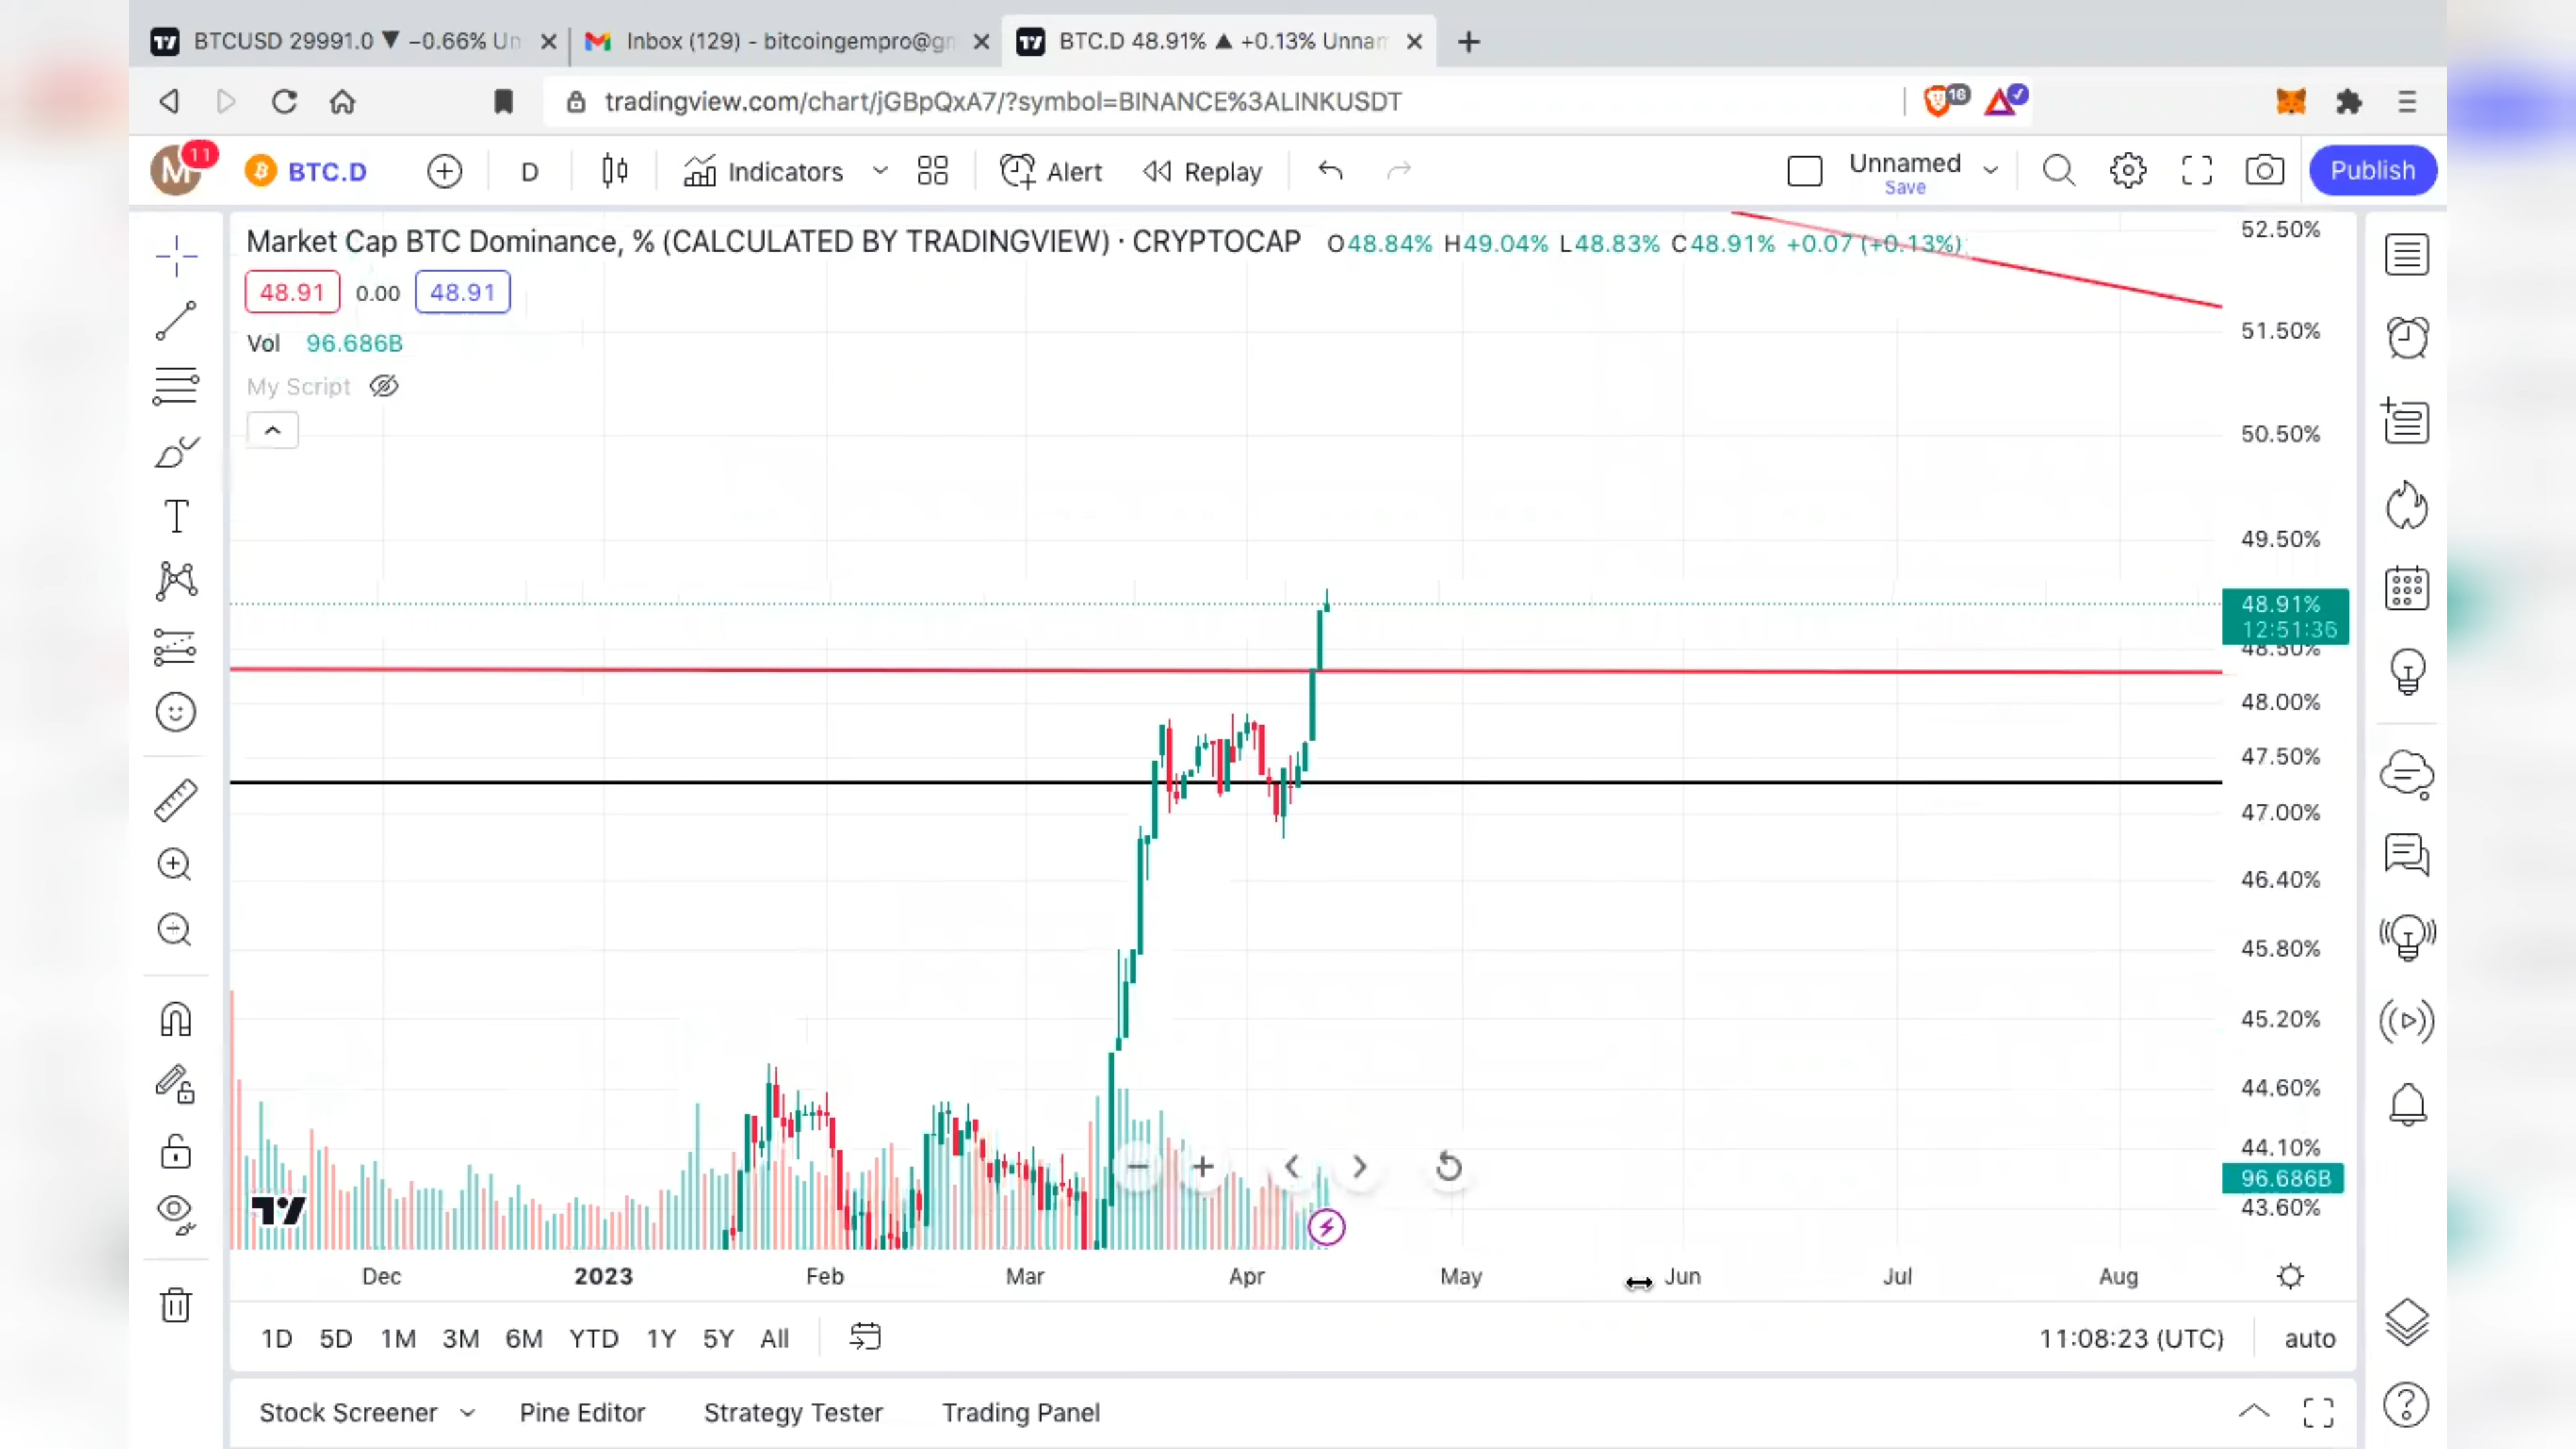 BTCUSD 29991.0 ▼ −0.66% Un
Inbox (129) - bitcoingempro@gm
BTC.D 48.91% ▲ +0.13% Unnam
tradingview.com/chart/jGBpQxA7/?symbol=BINANCE%3ALINKUSDT
16
M
11
BTC.D
D
Indicators
Alert
Replay
Unnamed
Save
Publish
Market Cap BTC Dominance, % (CALCULATED BY TRADINGVIEW) · CRYPTOCAP O48.84% H49.04% L48.83% C48.91% +0.07 (+0.13%)
48.91 0.00 48.91
Vol 96.686B
My Script
52.50%
51.50%
50.50%
49.50%
48.91%
12:51:36
48.50%
48.00%
47.50%
47.00%
46.40%
45.80%
45.20%
44.60%
44.10%
96.686B
43.60%
Dec 2023 Feb Mar Apr May Jun Jul Aug
1D 5D 1M 3M 6M YTD 1Y 5Y All
11:08:23 (UTC) auto
Stock Screener Pine Editor Strategy Tester Trading Panel